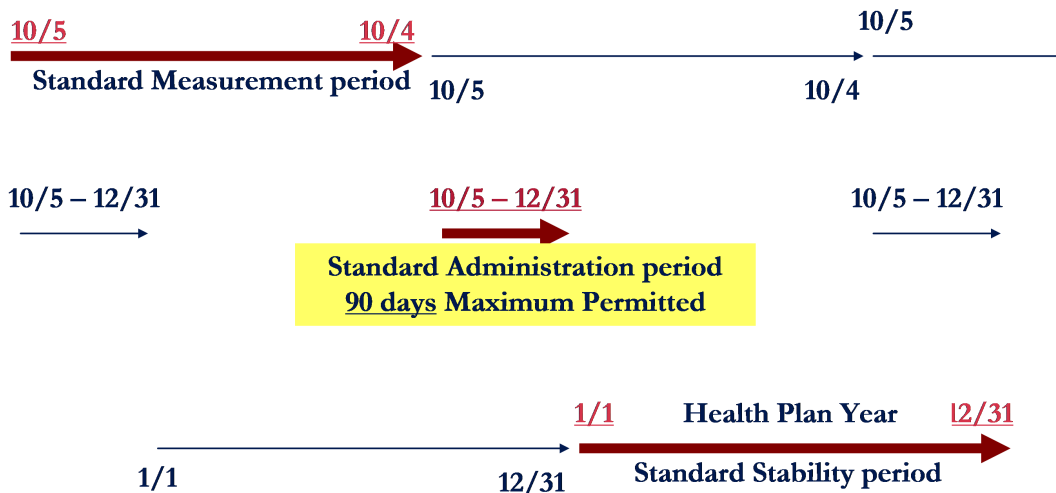 10/5
10/5 10/4
Standard Measurement period
10/5 10/4
10/5 – 12/31 10/5 – 12/31 10/5 – 12/31
Standard Administration period
90 days Maximum Permitted
1/1 Health Plan Year 12/31
1/1 12/31 Standard Stability period